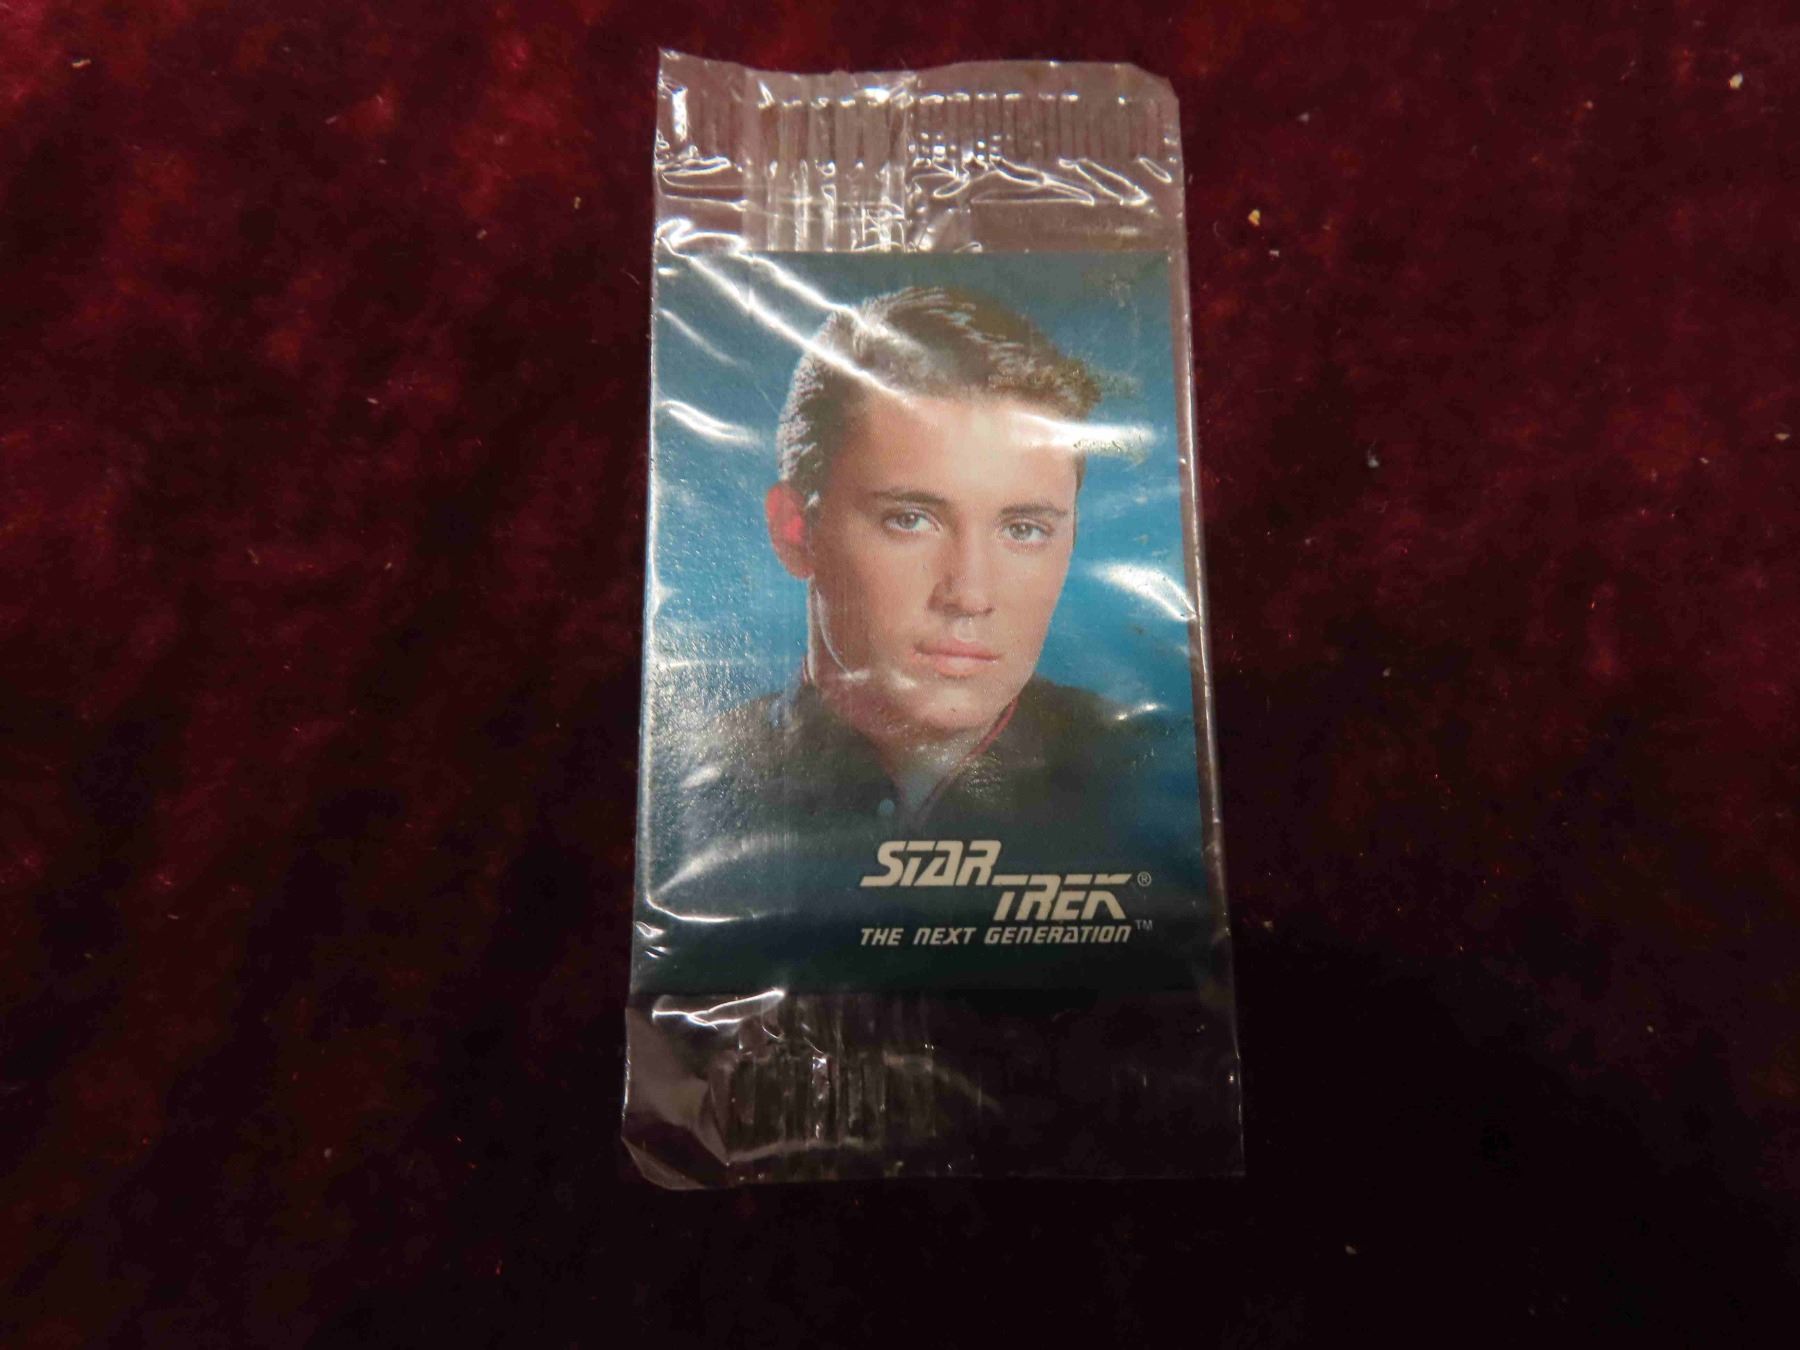 STAR
TREK®
THE NEXT GENERATION™